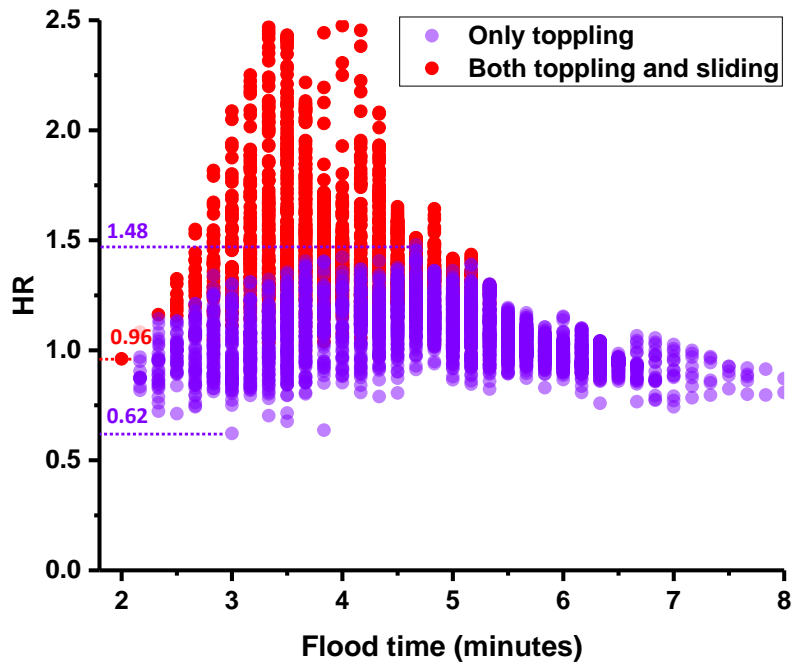 Only toppling
Both toppling and sliding
2.5
2.0
1.5
1.0
0.5
0.0
HR
1.48
0.96
0.62
2 3 4 5 6 7 8
Flood time (minutes)